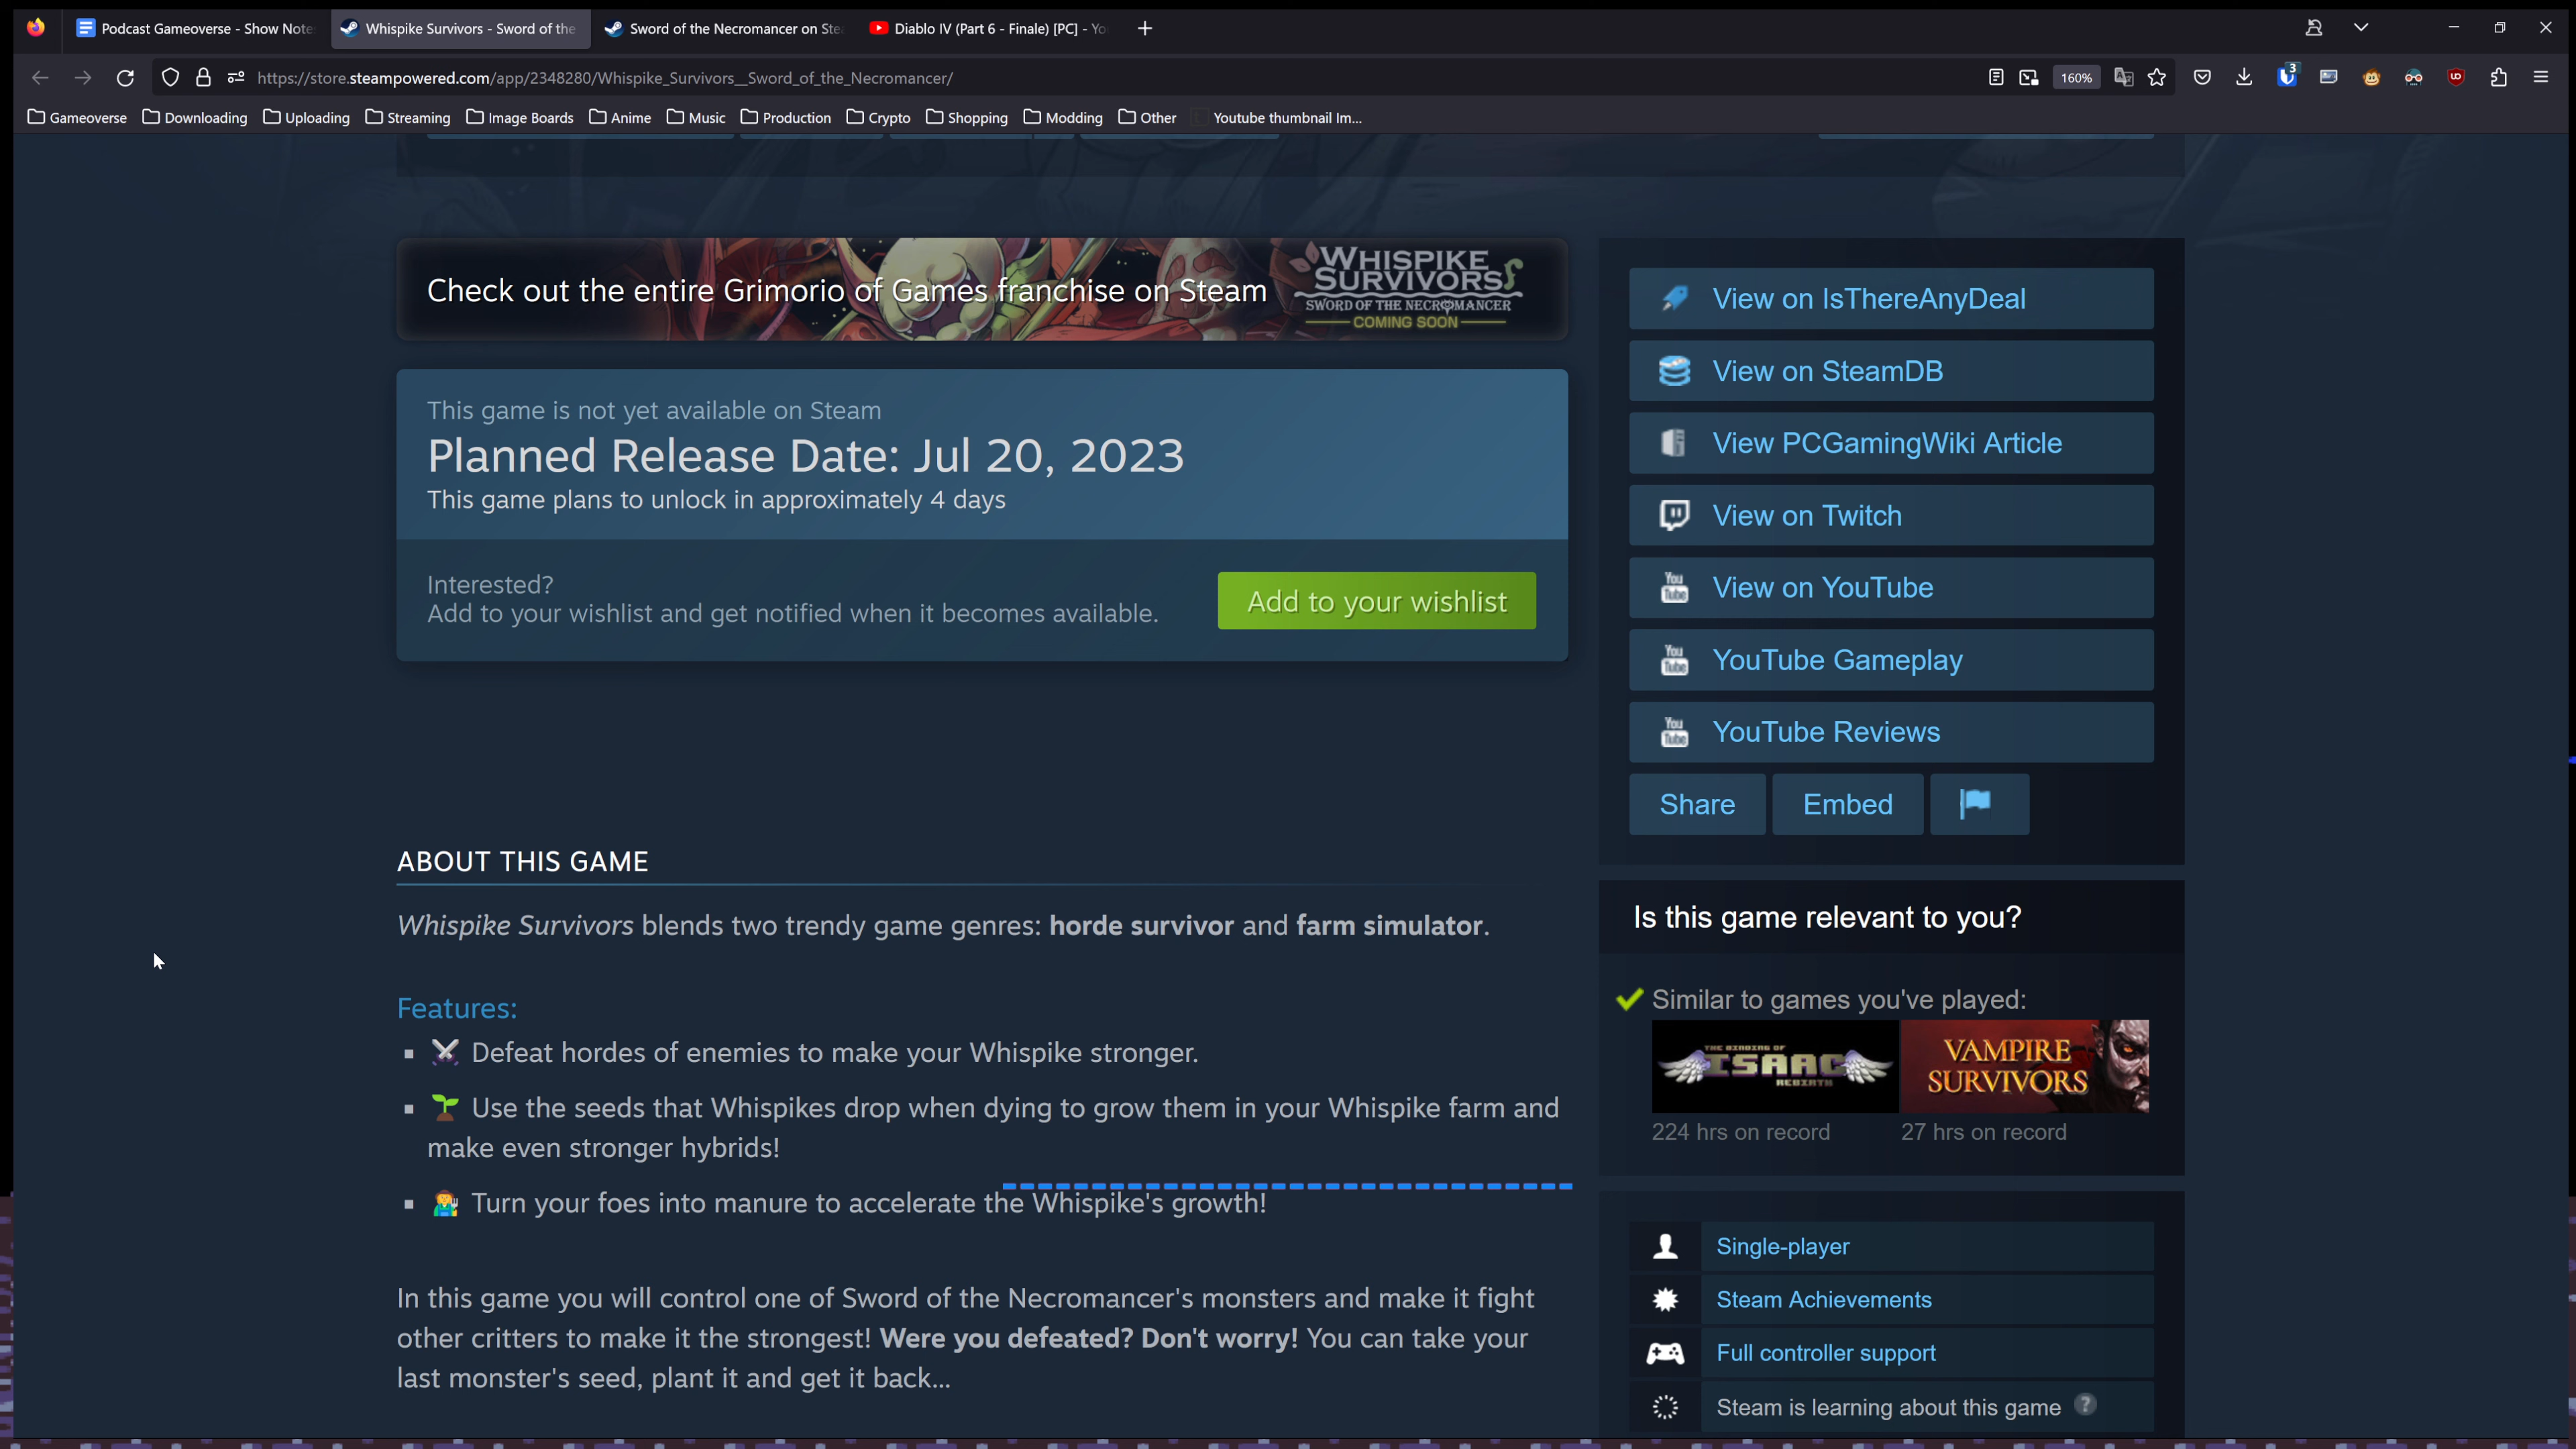 Podcast Gameoverse - Show Note
Whispike Survivors - Sword of the
Sword of the Necromancer on Ste
Diablo IV (Part 6 - Finale) [PC] - Yo
https://store.steampowered.com/app/2348280/Whispike_Survivors__Sword_of_the_Necromancer/
160%
3
Gameoverse
Downloading
Uploading
Streaming
Image Boards
Anime
Music
Production
Crypto
Shopping
Modding
Other
Youtube thumbnail Im...
Check out the entire Grimorio of Games franchise on Steam
WHISPIKE
SURVIVORS
SWORD OF THE NECROMANCER
COMING SOON
This game is not yet available on Steam
Planned Release Date: Jul 20, 2023
This game plans to unlock in approximately 4 days
Interested?
Add to your wishlist and get notified when it becomes available.
Add to your wishlist
ABOUT THIS GAME
Whispike Survivors blends two trendy game genres: horde survivor and farm simulator.
Features:
Defeat hordes of enemies to make your Whispike stronger.
Use the seeds that Whispikes drop when dying to grow them in your Whispike farm and
make even stronger hybrids!
Turn your foes into manure to accelerate the Whispike's growth!
In this game you will control one of Sword of the Necromancer's monsters and make it fight
other critters to make it the strongest! Were you defeated? Don't worry! You can take your
last monster's seed, plant it and get it back...
View on IsThereAnyDeal
View on SteamDB
View PCGamingWiki Article
View on Twitch
You Tube
View on YouTube
You Tube
YouTube Gameplay
You Tube
YouTube Reviews
Share
Embed
Is this game relevant to you?
Similar to games you've played:
THE BINDING OF
ISAAC
REBIRTH
VAMPIRE
SURVIVORS
224 hrs on record
27 hrs on record
Single-player
Steam Achievements
Full controller support
Steam is learning about this game
?